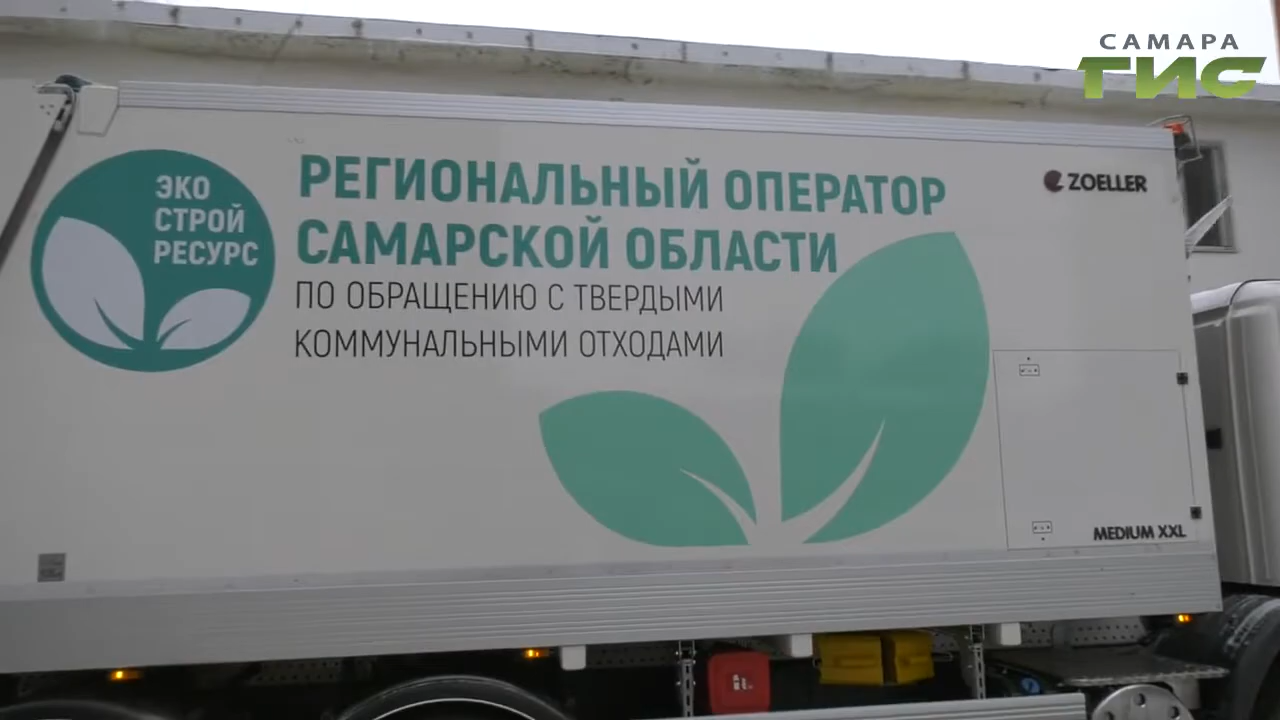 САМАРА
ГИС
ЭКО
СТРОЙ
РЕСУРС
РЕГИОНАЛЬНЫЙ ОПЕРАТОР
САМАРСКОЙ ОБЛАСТИ
ПО ОБРАЩЕНИЮ С ТВЕРДЫМИ
КОММУНАЛЬНЫМИ ОТХОДАМИ
ZOELLER
MEDIUM XXL